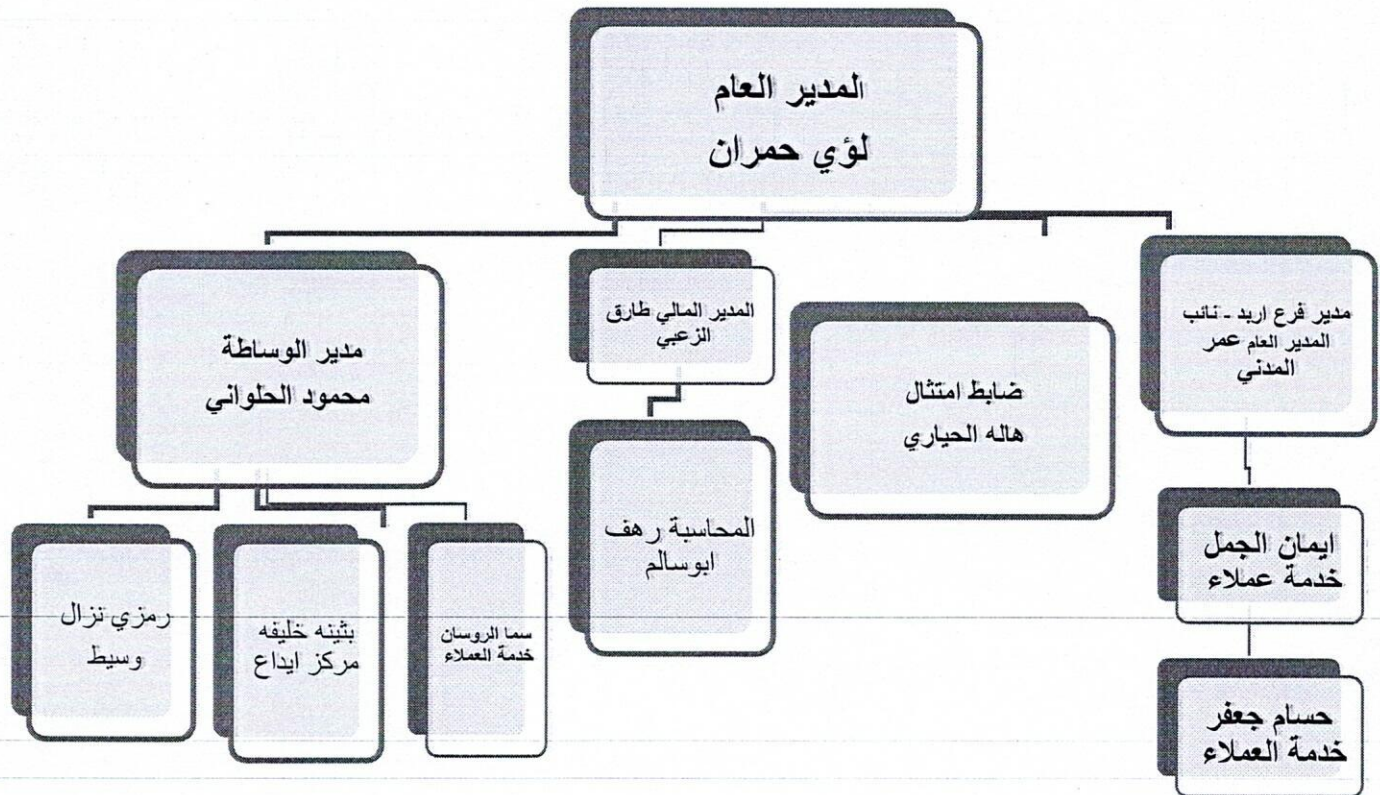 المدير العام
لؤي حمران
مدير فرع اربد - نائب
المدير العام عمر
المدني
ضابط امتثال
هاله الحياري
المدير المالي طارق
الزعبي
مدير الوساطة
محمود الحلواني
ايمان الجمل
خدمة عملاء
حسام جعفر
خدمة العملاء
المحاسبة رهف
ابوسالم
سما الروسان
خدمة العملاء
بثينه خليفه
مركز ايداع
رمزي نزال
وسيط